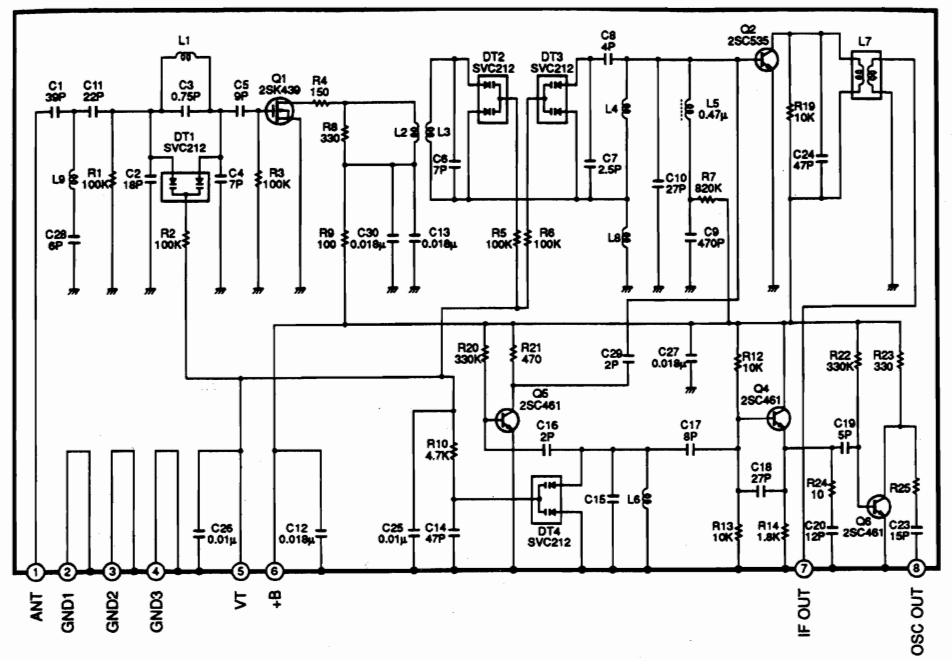 L1
C1
39P
C11
22P
C3
0.75P
C5
9P
Q1
2SK439
R4
150
DT1
SVC212
L9
C28
6P
R1
100K
C2
18P
C4
7P
R3
100K
R2
100K
R8
330
L2
L3
R9
100
C30
0.018μ
C13
0.018μ
DT2
SVC212
DT3
SVC212
C6
7P
R5
100K
R6
100K
C8
4P
L4
C7
2.5P
L8
C10
27P
L5
0.47μ
R7
820K
C9
470P
Q2
2SC535
R19
10K
C24
47P
L7
R20
330K
R21
470
Q5
2SC461
C29
2P
C27
0.018μ
R12
10K
Q4
2SC461
R22
330K
R23
330
C16
2P
C17
8P
C19
5P
R10
4.7K
DT4
SVC212
C15
L6
C18
27P
R24
10
R25
Q6
2SC461
C26
0.01μ
C12
0.018μ
C25
0.01μ
C14
47P
R13
10K
R14
1.8K
C20
12P
C23
15P
1
2
3
4
5
6
7
8
ANT
GND1
GND2
GND3
VT
+B
IF OUT
OSC OUT